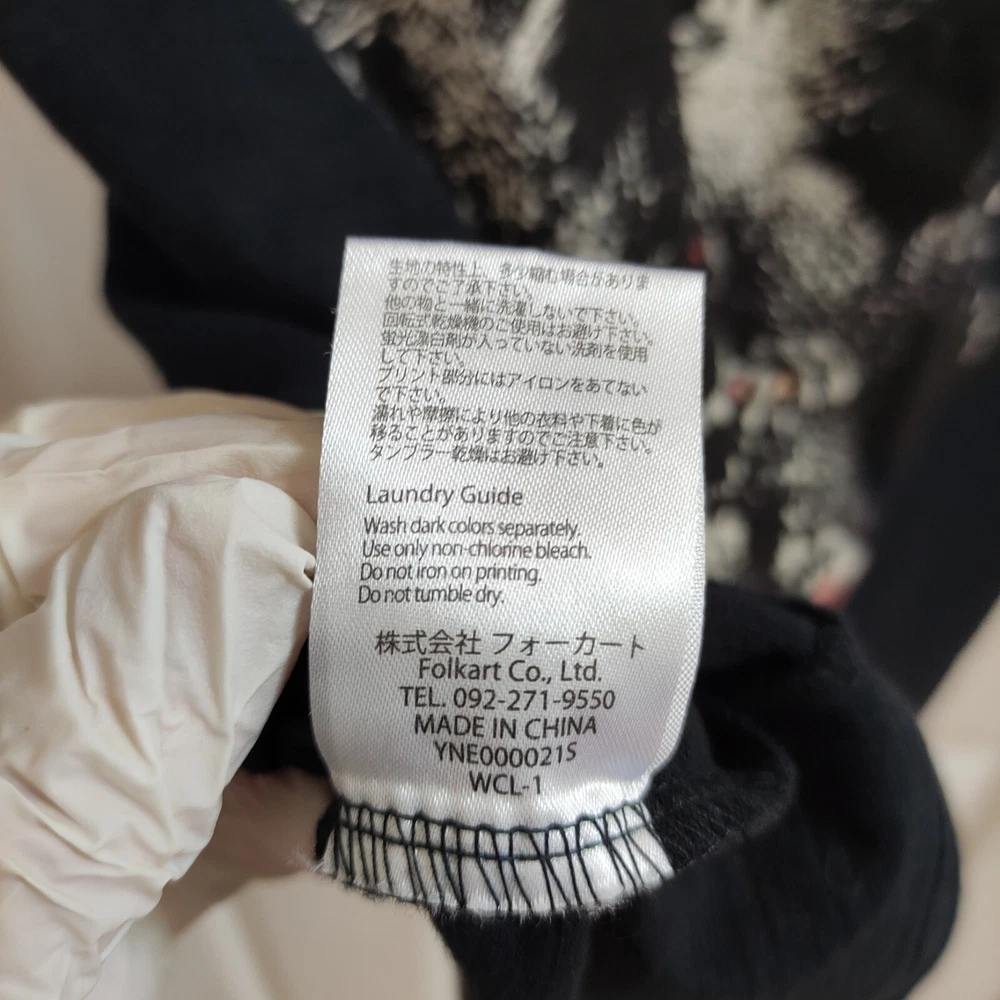 生地の特性上、多少縮む場合がありま
すのでご了承下さい。
他の物と一緒に洗濯しないで下さい。
回転式乾燥機のご使用はお避け下さい。
蛍光漂白剤が入っていない洗剤を使用
して下さい。
プリント部分にはアイロンをあてない
で下さい。
濡れや摩擦により他の衣料や下着に色が
移ることがありますのでご注意下さい。
タンブラー乾燥はお避け下さい。
Laundry Guide
Wash dark colors separately.
Use only non-chlorine bleach.
Do not iron on printing.
Do not tumble dry.
株式会社 フォーカート
Folkart Co., Ltd.
TEL. 092-271-9550
MADE IN CHINA
YNE000021S
WCL-1